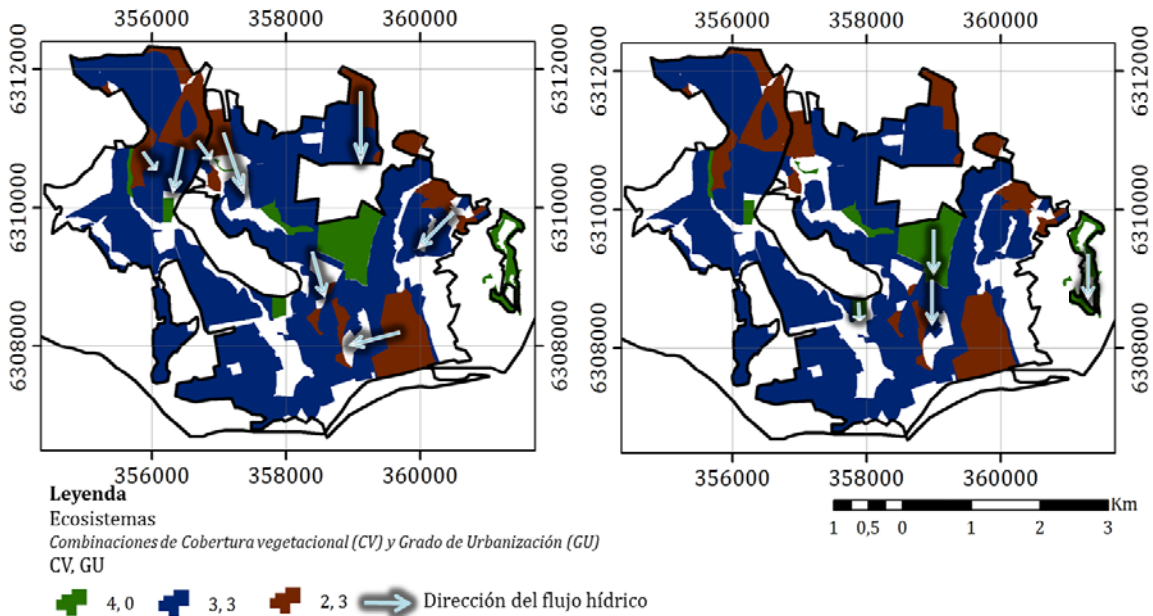 356000 358000 360000
356000 358000 360000
6312000 6312000 6312000 6312000
6310000 6310000 6310000 6310000
6308000 6308000 6308000 6308000
356000 358000 360000
356000 358000 360000
Leyenda
Ecosistemas
Combinaciones de Cobertura vegetacional (CV) y Grado de Urbanización (GU)
CV, GU
4, 0 3, 3 2, 3 Dirección del flujo hídrico
Km
1 0,5 0 1 2 3